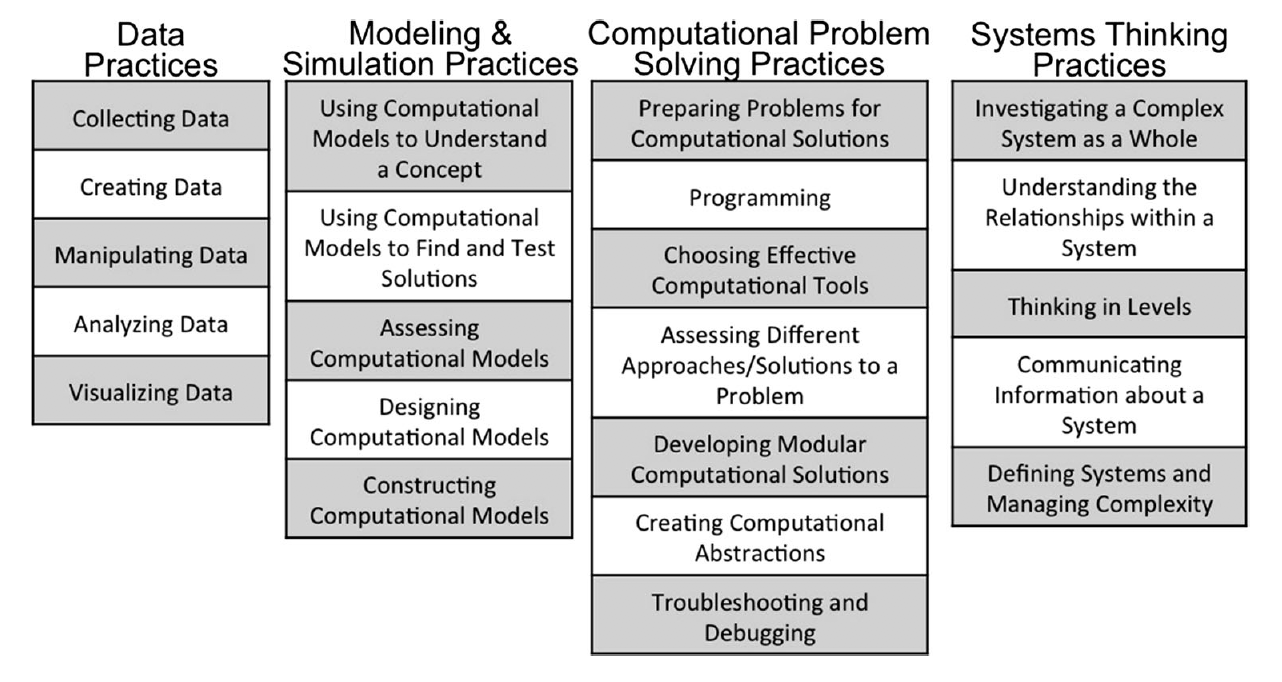 Data
Practices
Collecting Data
Creating Data
Manipulating Data
Analyzing Data
Visualizing Data
Modeling &
Simulation Practices
Using Computational
Models to Understand
a Concept
Using Computational
Models to Find and Test
Solutions
Assessing
Computational Models
Designing
Computational Models
Constructing
Computational Models
Computational Problem
Solving Practices
Preparing Problems for
Computational Solutions
Programming
Choosing Effective
Computational Tools
Assessing Different
Approaches/Solutions to a
Problem
Developing Modular
Computational Solutions
Creating Computational
Abstractions
Troubleshooting and
Debugging
Systems Thinking
Practices
Investigating a Complex
System as a Whole
Understanding the
Relationships within a
System
Thinking in Levels
Communicating
Information about a
System
Defining Systems and
Managing Complexity